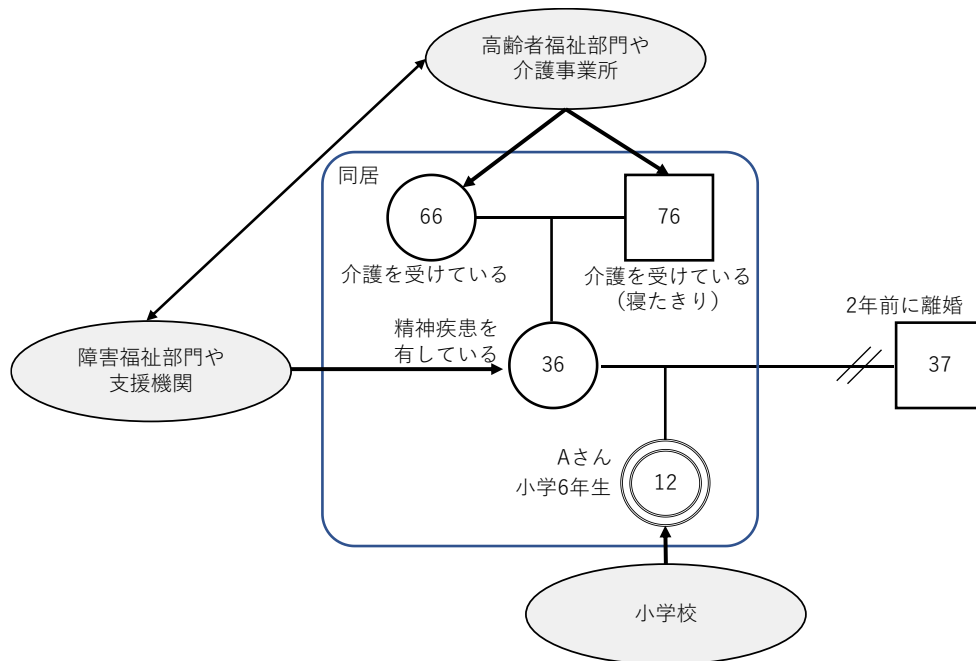 高齢者福祉部門や
介護事業所
同居
66
76
介護を受けている
介護を受けている
（寝たきり）
2年前に離婚
精神疾患を
有している
障害福祉部門や
支援機関
36
37
Aさん
小学6年生
12
小学校